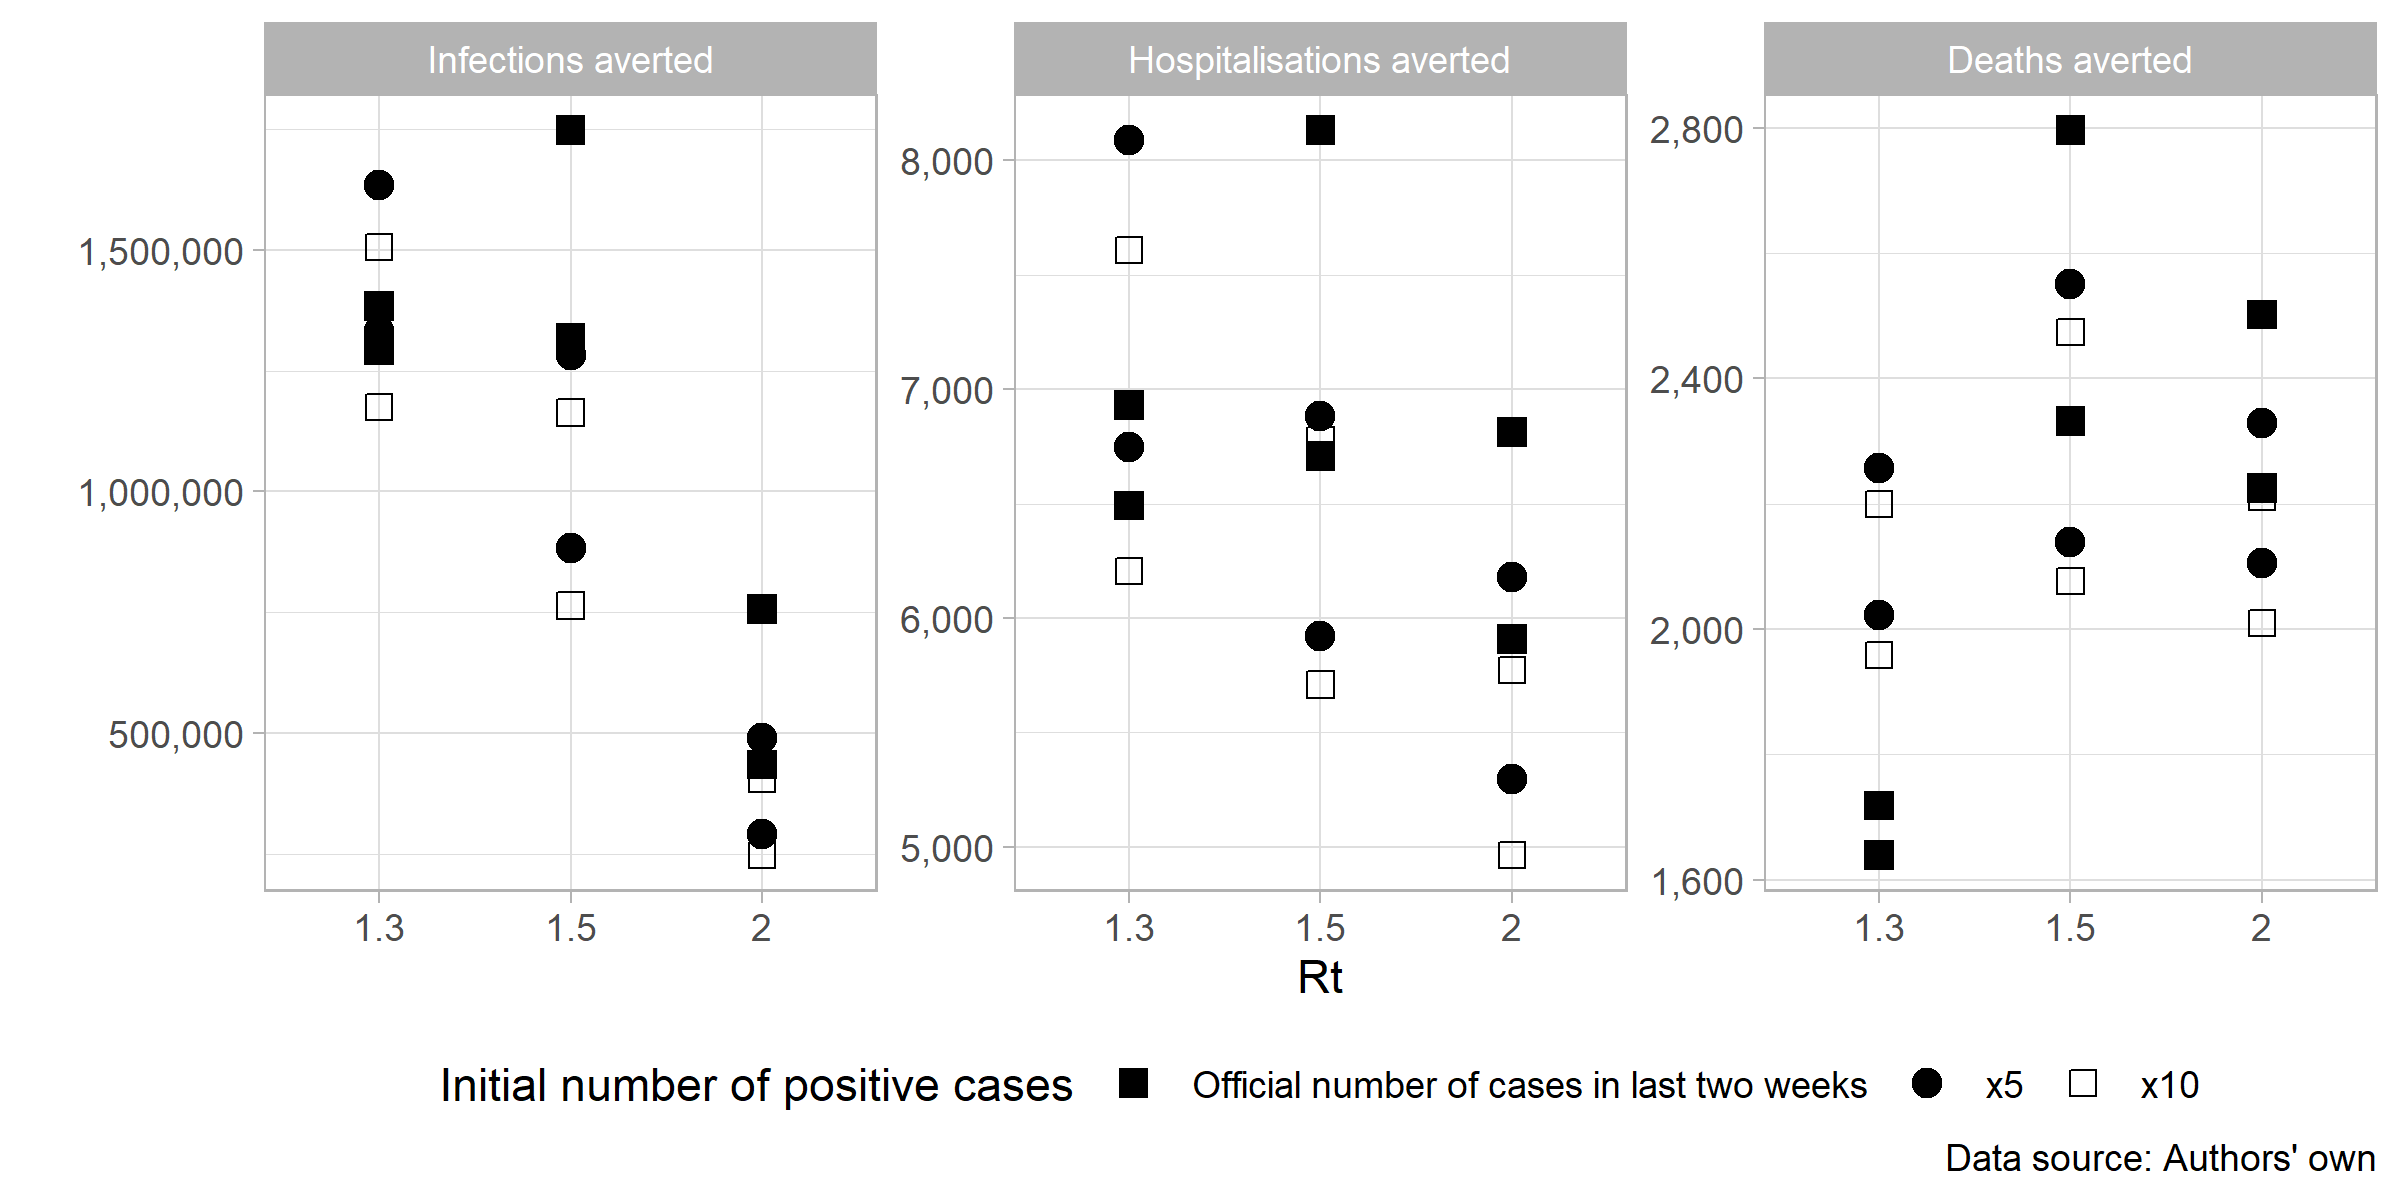 Infections averted
Hospitalisations averted
Deaths averted
1,500,000
1,000,000
500,000
8,000
7,000
6,000
5,000
2,800
2,400
2,000
1,600
1.3 1.5 2
1.3 1.5 2
1.3 1.5 2
Rt
Initial number of positive cases Official number of cases in last two weeks x5 x10
Data source: Authors' own